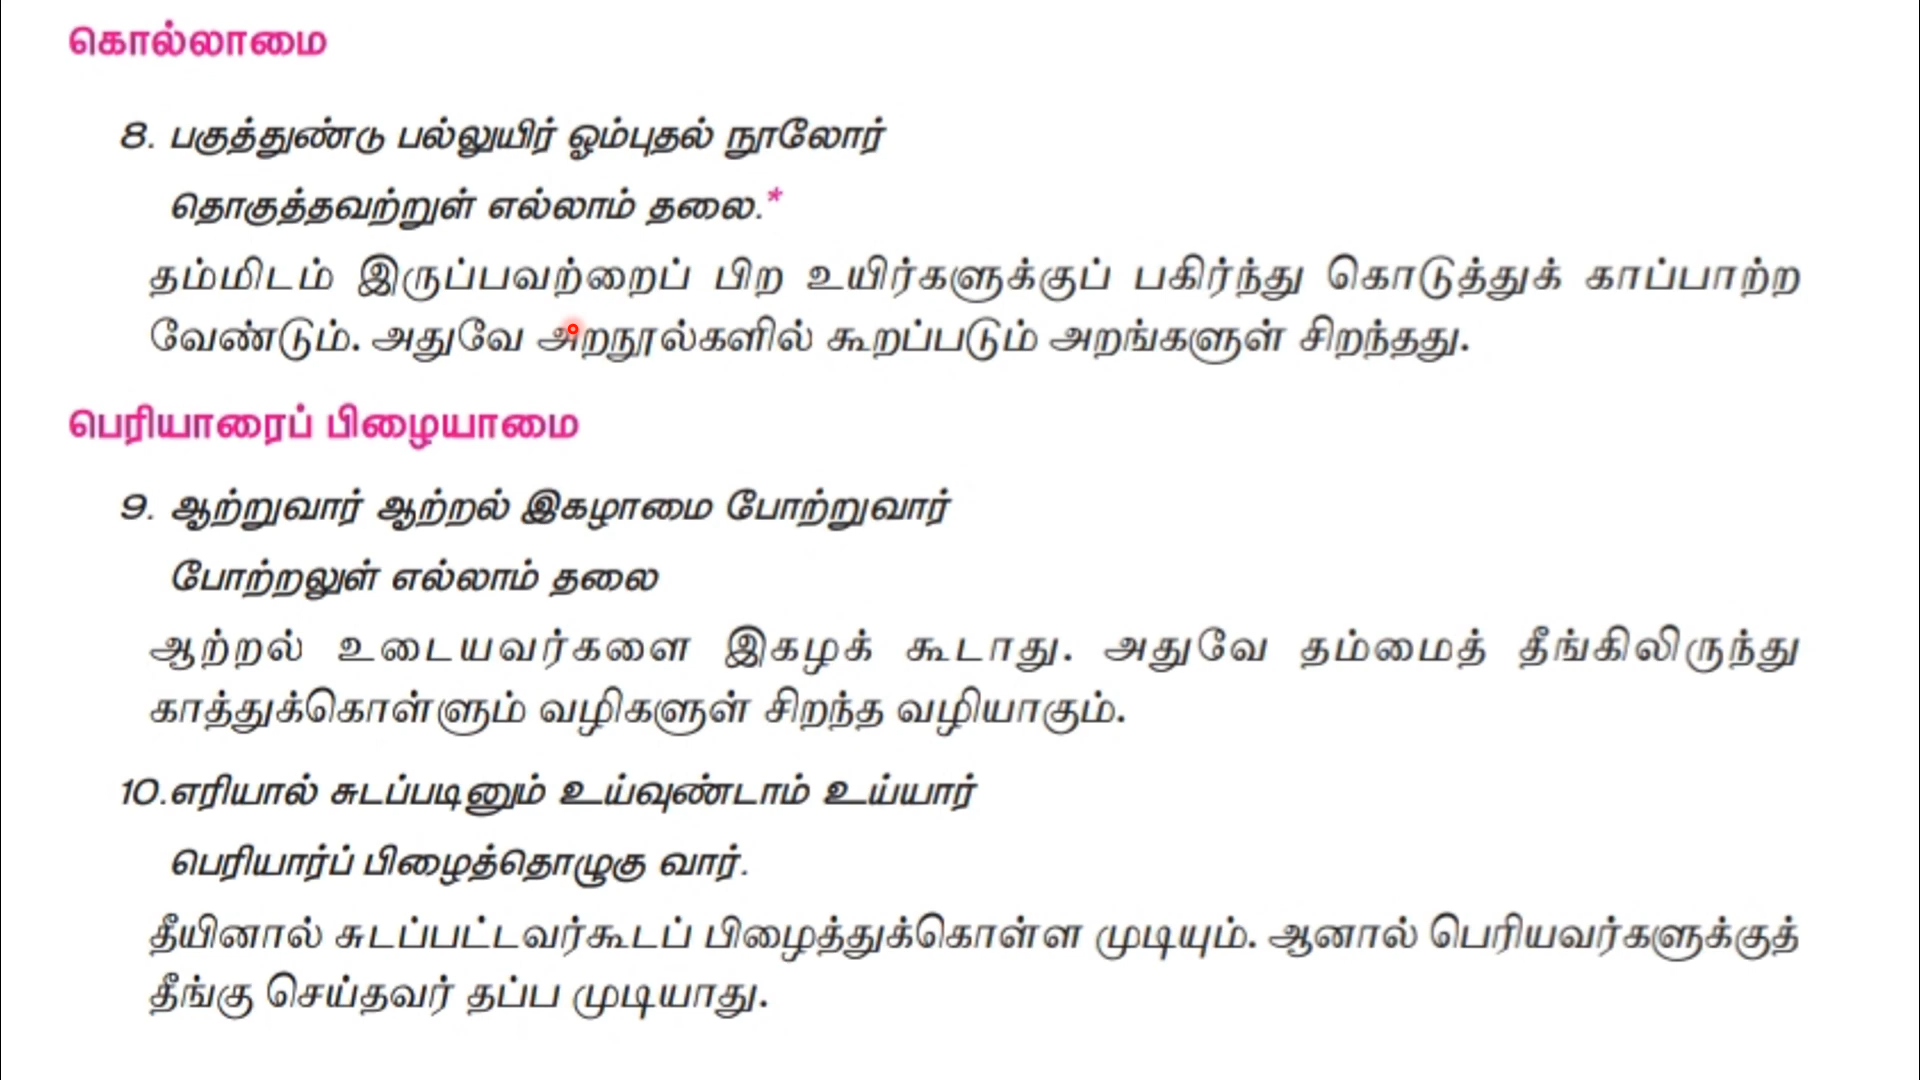 கொல்லாமை
8. பகுத்துண்டு பல்லுயிர் ஓம்புதல் நூலோர்
தொகுத்தவற்றுள் எல்லாம் தலை.*
தம்மிடம் இருப்பவற்றைப் பிற உயிர்களுக்குப் பகிர்ந்து கொடுத்துக் காப்பாற்ற
வேண்டும். அதுவே அறநூல்களில் கூறப்படும் அறங்களுள் சிறந்தது.
பெரியாரைப் பிழையாமை
9. ஆற்றுவார் ஆற்றல் இகழாமை போற்றுவார்
போற்றலுள் எல்லாம் தலை
ஆற்றல் உடையவர்களை இகழக் கூடாது. அதுவே தம்மைத் தீங்கிலிருந்து
காத்துக்கொள்ளும் வழிகளுள் சிறந்த வழியாகும்.
10.எரியால் சுடப்படினும் உய்வுண்டாம் உய்யார்
பெரியார்ப் பிழைத்தொழுகு வார்.
தீயினால் சுடப்பட்டவர்கூடப் பிழைத்துக்கொள்ள முடியும். ஆனால் பெரியவர்களுக்குத்
தீங்கு செய்தவர் தப்ப முடியாது.